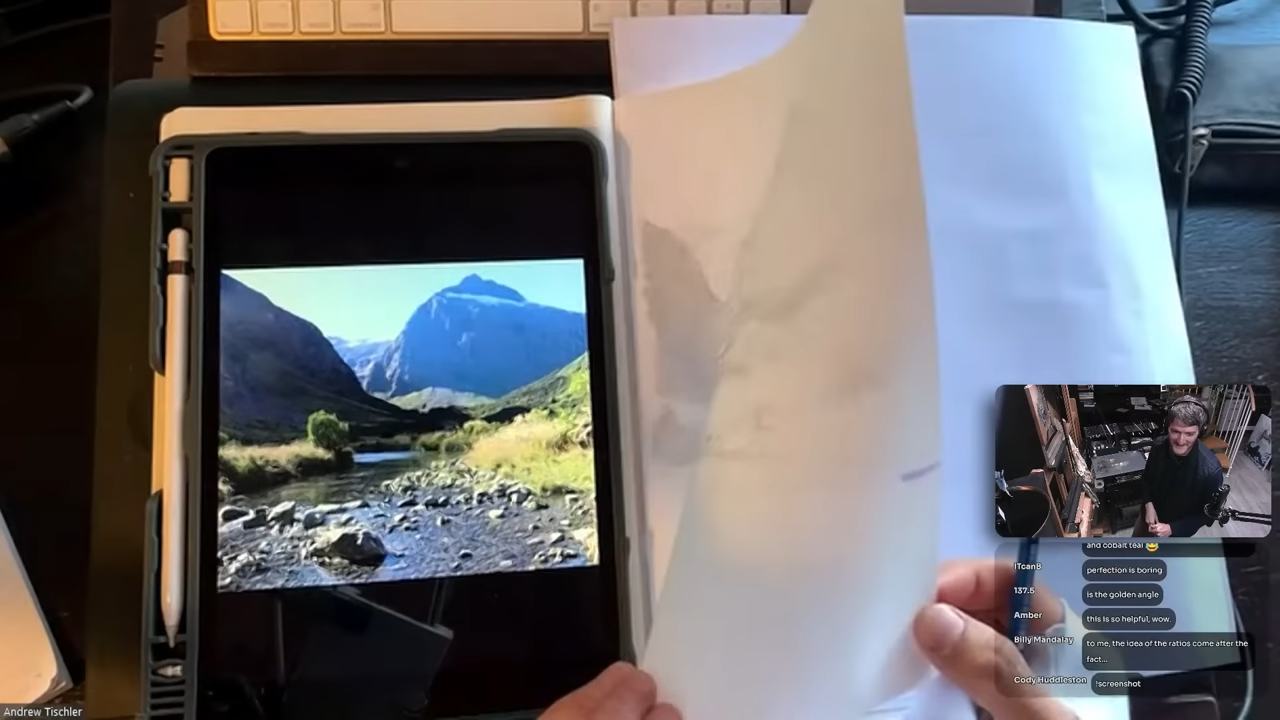 and cobalt teal 😄
ITcanB
perfection is boring
137.5
is the golden angle
Amber
this is so helpful, wow.
Billy Mandalay
to me, the idea of the ratios come after the
fact...
Cody Huddleston
!screenshot
Andrew Tischler